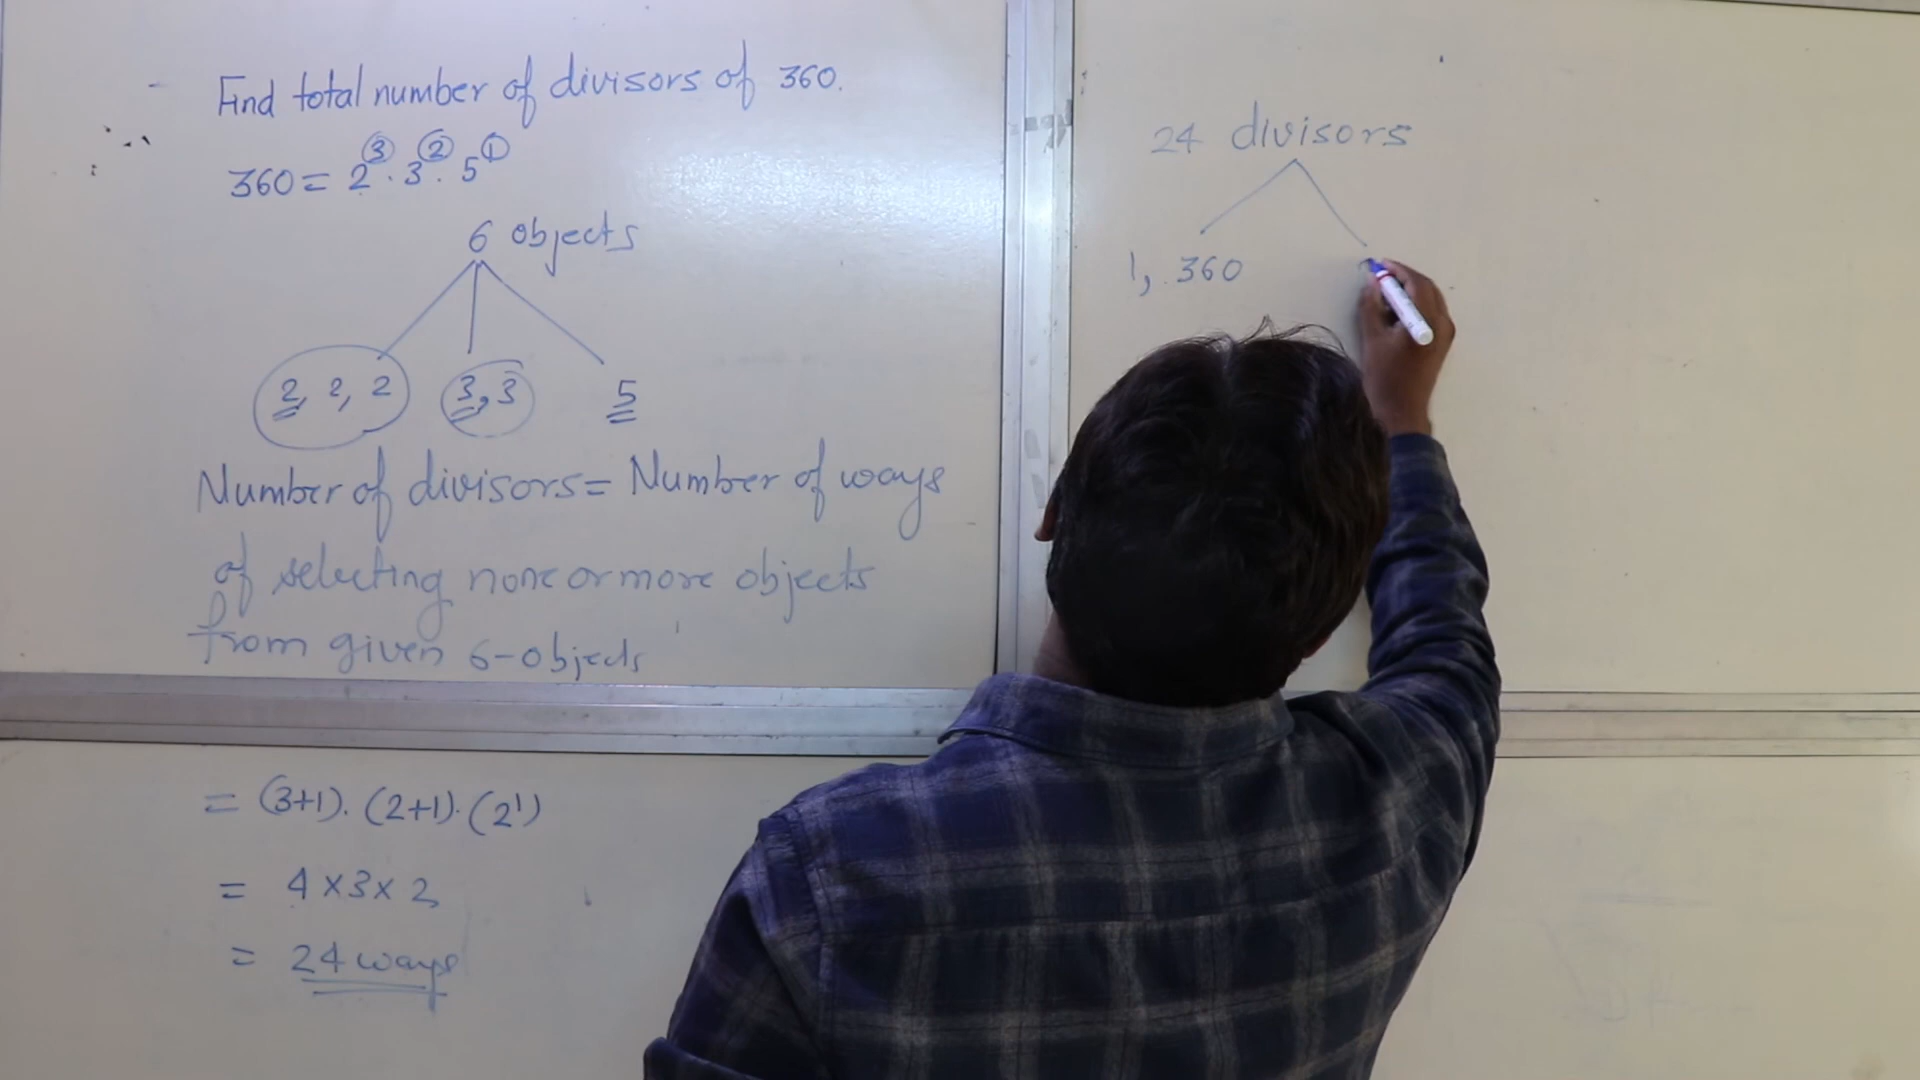 Find total number of divisors of 360.
360 = 2³ · 3² · 5¹
6 objects
2, 2, 2 3, 3 5
Number of divisors = Number of ways
of selecting none or more objects
from given 6-objects
= (3+1) · (2+1) · (2¹)
= 4 × 3 × 2
= 24 ways
24 divisors
1, 360